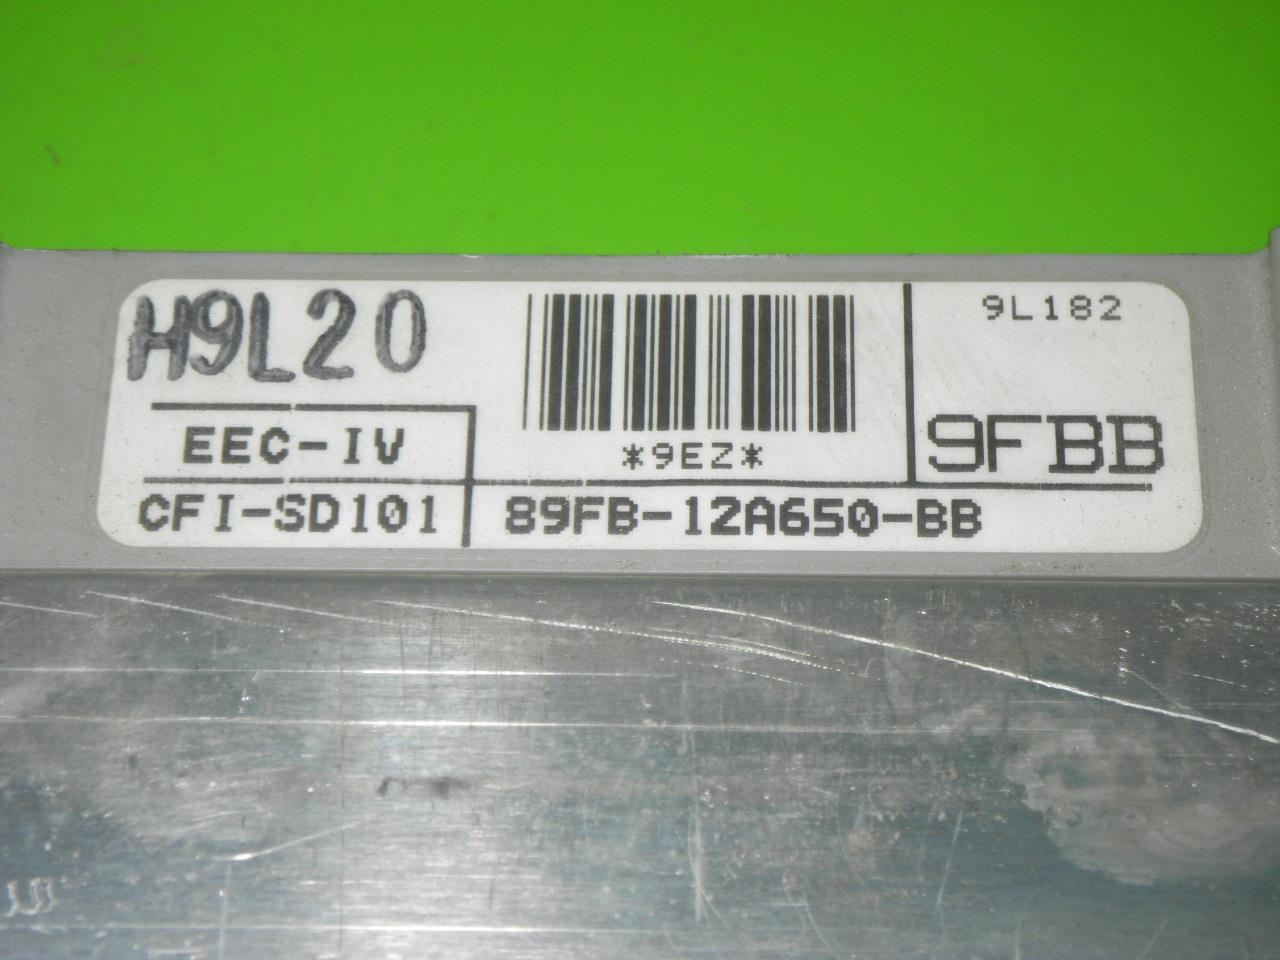 H9L20
9L182
EEC-IV
*9EZ*
9FBB
CFI-SD101
89FB-12A650-BB